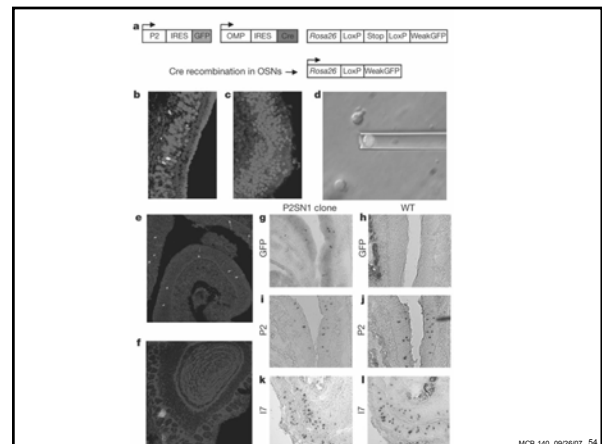 a P2 IRES GFP OMP IRES Cre Rosa26 LoxP Stop LoxP WeakGFP
Cre recombination in OSNs → Rosa26 LoxP WeakGFP
b c d
P2SN1 clone WT
e g h
GFP GFP
i j
P2 P2
f
k l
I7 I7
MCB 140, 09/26/07 54